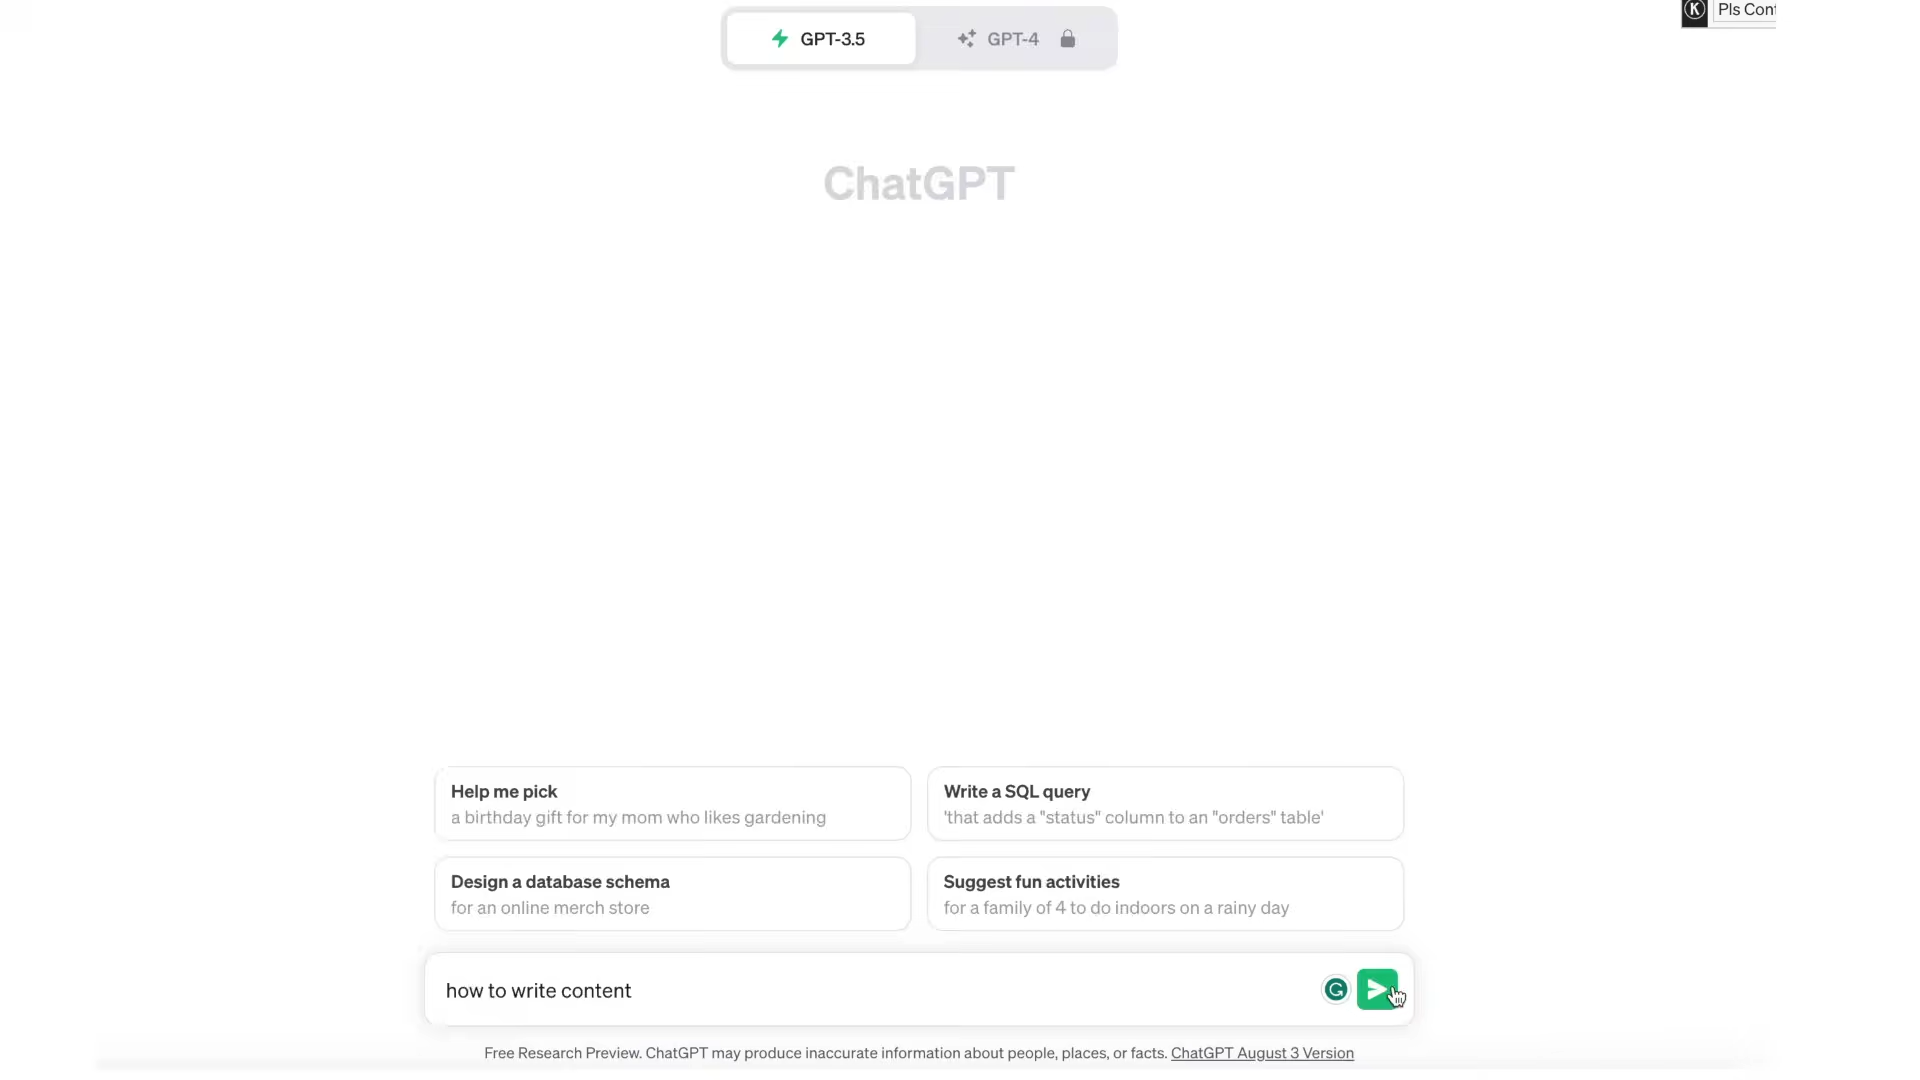 GPT-3.5
GPT-4
K
Pls Cont
ChatGPT
Help me pick
a birthday gift for my mom who likes gardening
Write a SQL query
'that adds a "status" column to an "orders" table'
Design a database schema
for an online merch store
Suggest fun activities
for a family of 4 to do indoors on a rainy day
how to write content
Free Research Preview. ChatGPT may produce inaccurate information about people, places, or facts. ChatGPT August 3 Version